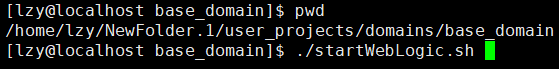 [lzy@localhost base_domain]$ pwd
/home/lzy/NewFolder.1/user_projects/domains/base_domain
[lzy@localhost base_domain]$ ./startWebLogic.sh